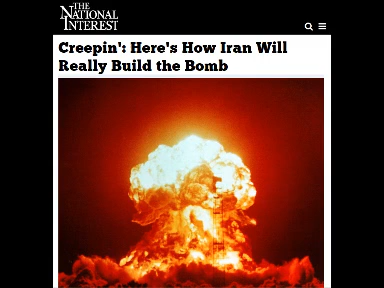 THE
NATIONAL
INTEREST
Creepin': Here's How Iran Will
Really Build the Bomb